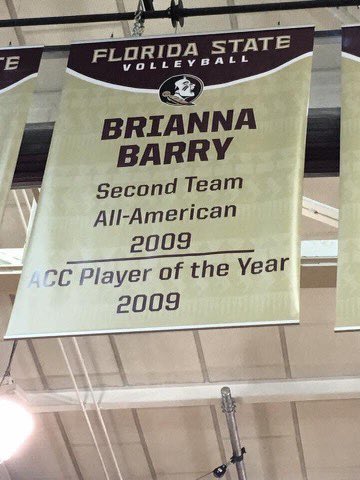 FLORIDA STATE
VOLLEYBALL
BRIANNA
BARRY
Second Team
All-American
2009
ACC Player of the Year
2009
E